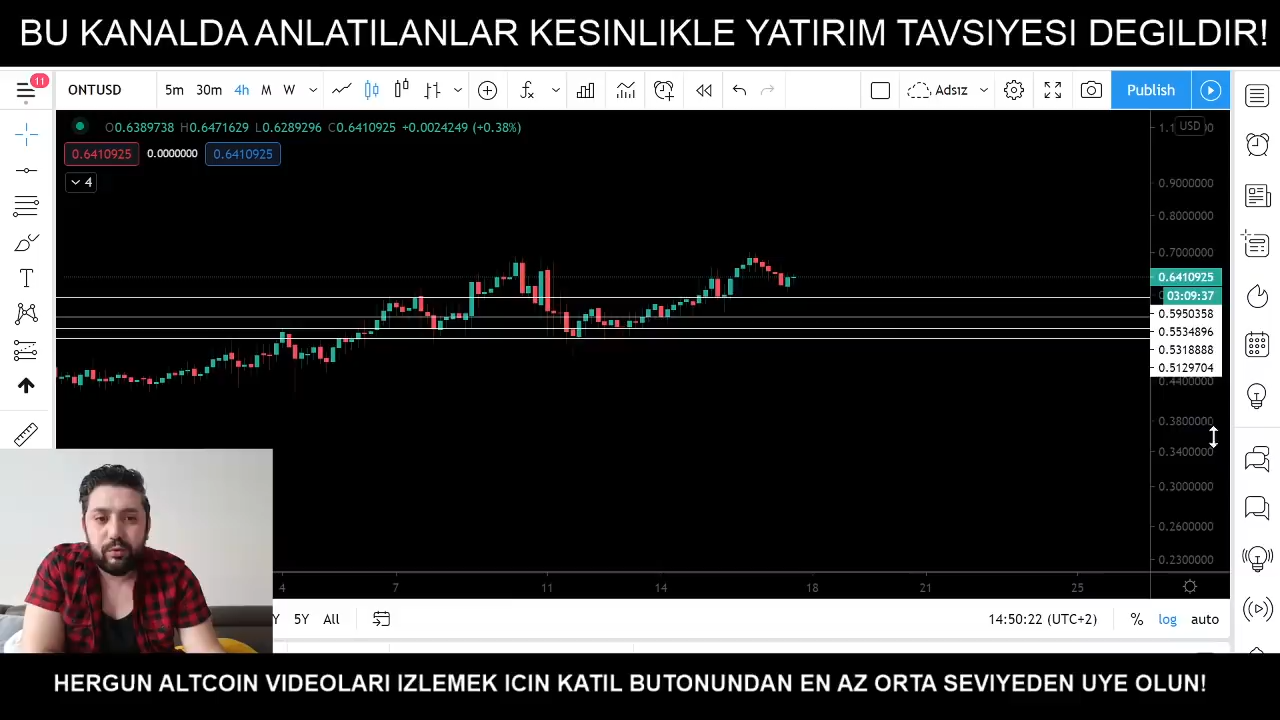 BU KANALDA ANLATILANLAR KESINLIKLE YATIRIM TAVSIYESI DEGILDIR!
11
ONTUSD 5m 30m 4h M W Adsız Publish
O0.6389738 H0.6471629 L0.6289296 C0.6410925 +0.0024249 (+0.38%)
USD
0.6410925 0.0000000 0.6410925
4
0.9000000
0.8000000
0.7000000
0.6410925
03:09:37
0.5950358
0.5534896
0.5318888
0.5129704
0.4400000
0.3800000
0.3400000
0.3000000
0.2600000
0.2300000
4 7 11 14 18 21 25
Y 5Y All 14:50:22 (UTC+2) % log auto
HERGUN ALTCOIN VIDEOLARI IZLEMEK ICIN KATIL BUTONUNDAN EN AZ ORTA SEVIYEDEN UYE OLUN!